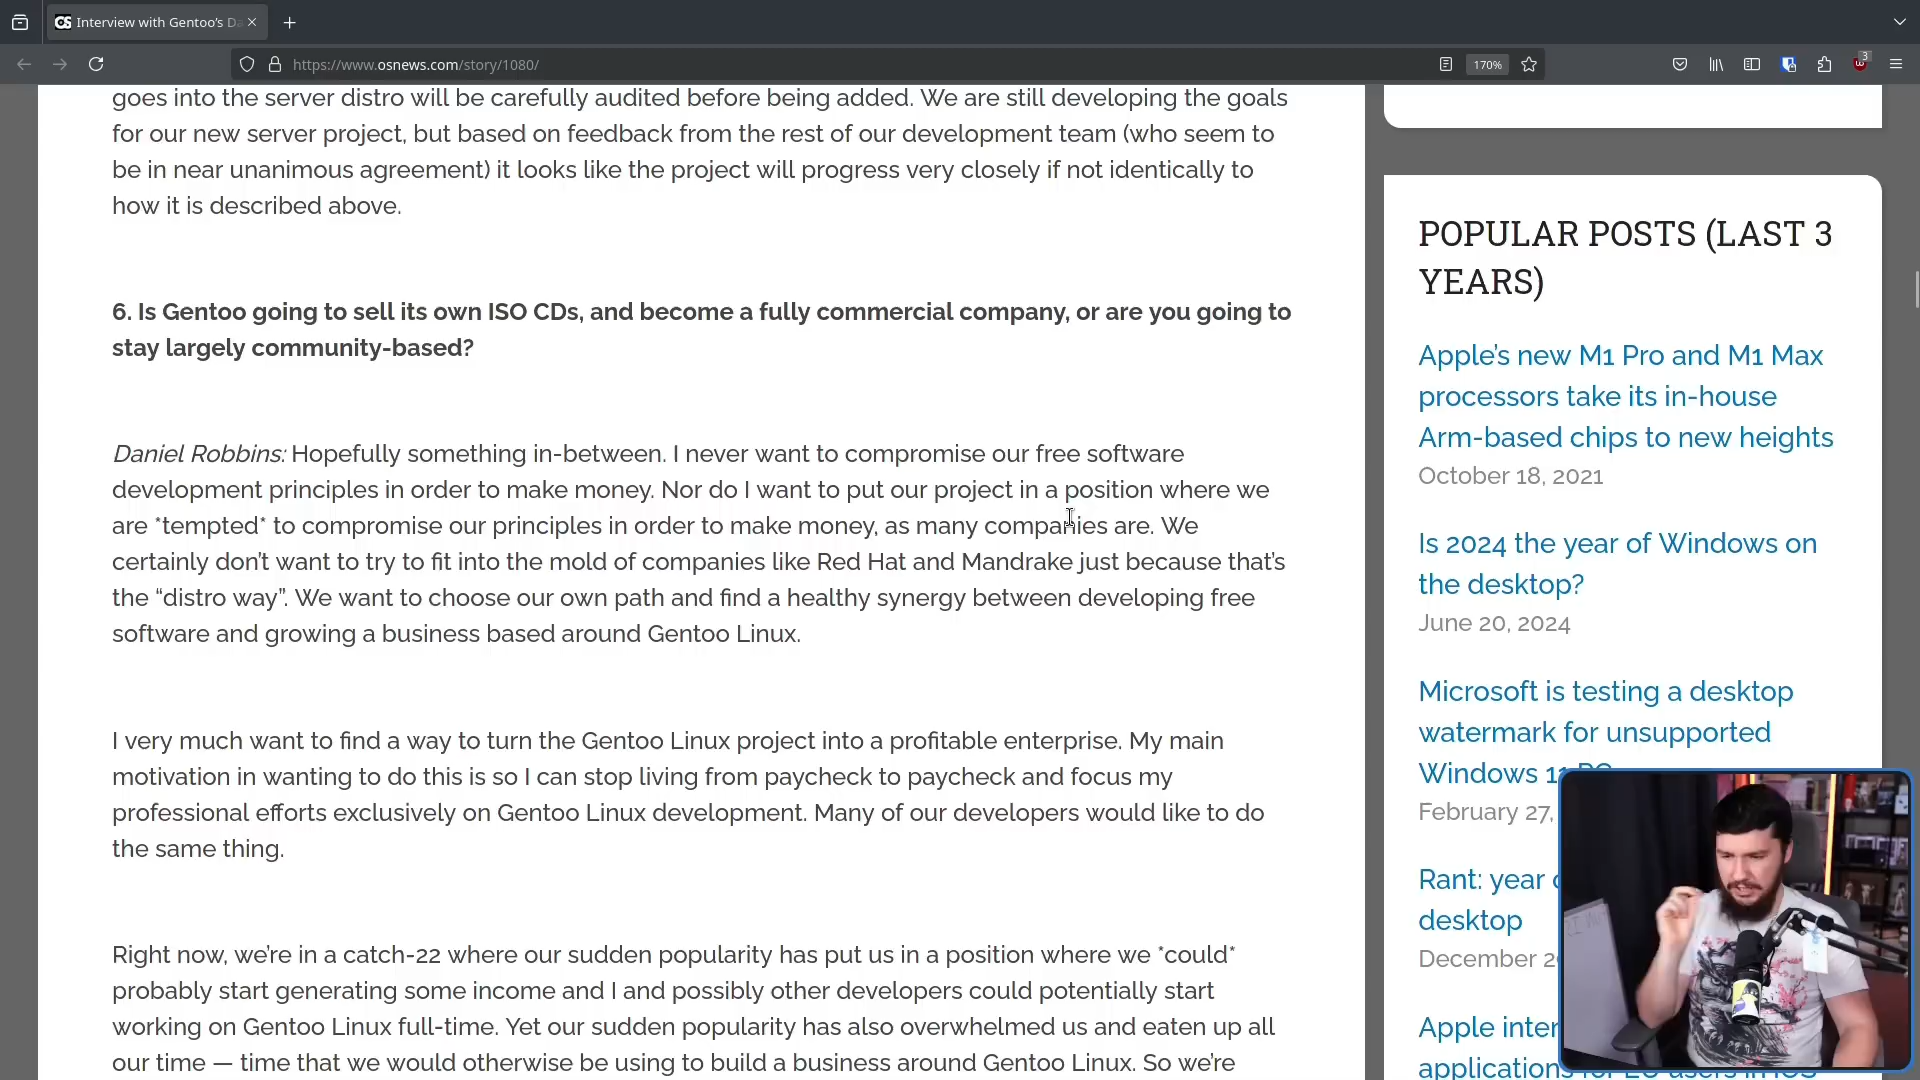 Interview with Gentoo's Da
https://www.osnews.com/story/1080/
170%
3
goes into the server distro will be carefully audited before being added. We are still developing the goals
for our new server project, but based on feedback from the rest of our development team (who seem to
be in near unanimous agreement) it looks like the project will progress very closely if not identically to
how it is described above.
6. Is Gentoo going to sell its own ISO CDs, and become a fully commercial company, or are you going to
stay largely community-based?
Daniel Robbins: Hopefully something in-between. I never want to compromise our free software
development principles in order to make money. Nor do I want to put our project in a position where we
are *tempted* to compromise our principles in order to make money, as many companies are. We
certainly don't want to try to fit into the mold of companies like Red Hat and Mandrake just because that's
the “distro way”. We want to choose our own path and find a healthy synergy between developing free
software and growing a business based around Gentoo Linux.
I very much want to find a way to turn the Gentoo Linux project into a profitable enterprise. My main
motivation in wanting to do this is so I can stop living from paycheck to paycheck and focus my
professional efforts exclusively on Gentoo Linux development. Many of our developers would like to do
the same thing.
Right now, we're in a catch-22 where our sudden popularity has put us in a position where we *could*
probably start generating some income and I and possibly other developers could potentially start
working on Gentoo Linux full-time. Yet our sudden popularity has also overwhelmed us and eaten up all
our time — time that we would otherwise be using to build a business around Gentoo Linux. So we're
POPULAR POSTS (LAST 3
YEARS)
Apple's new M1 Pro and M1 Max
processors take its in-house
Arm-based chips to new heights
October 18, 2021
Is 2024 the year of Windows on
the desktop?
June 20, 2024
Microsoft is testing a desktop
watermark for unsupported
Windows 11 PC
February 27,
Rant: year
desktop
December 2
Apple inter
applications for EU users in iOS